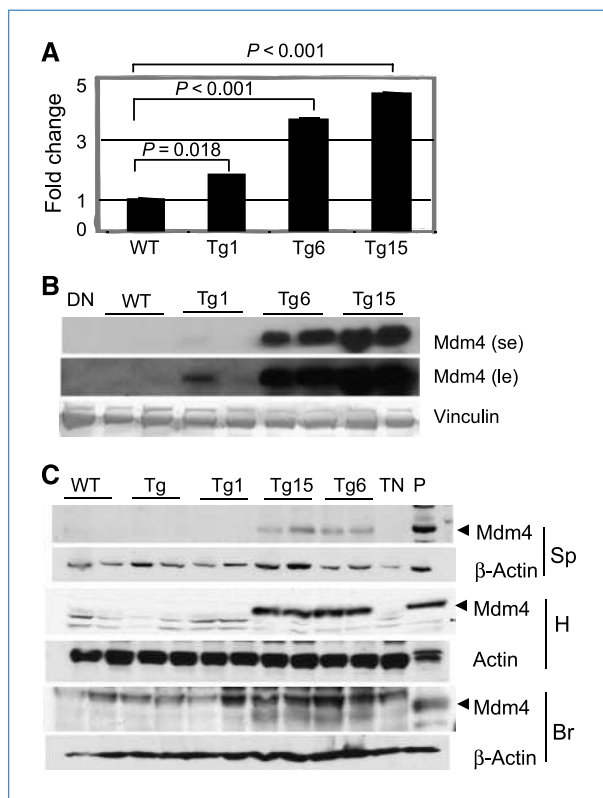 A
P < 0.001
P < 0.001
P = 0.018
Fold change
5
3
1
0
WT Tg1 Tg6 Tg15
B
DN WT Tg1 Tg6 Tg15
Mdm4 (se)
Mdm4 (le)
Vinculin
C
WT Tg Tg1 Tg15 Tg6 TN P
Mdm4
β-Actin
Sp
Mdm4
Actin
H
Mdm4
β-Actin
Br